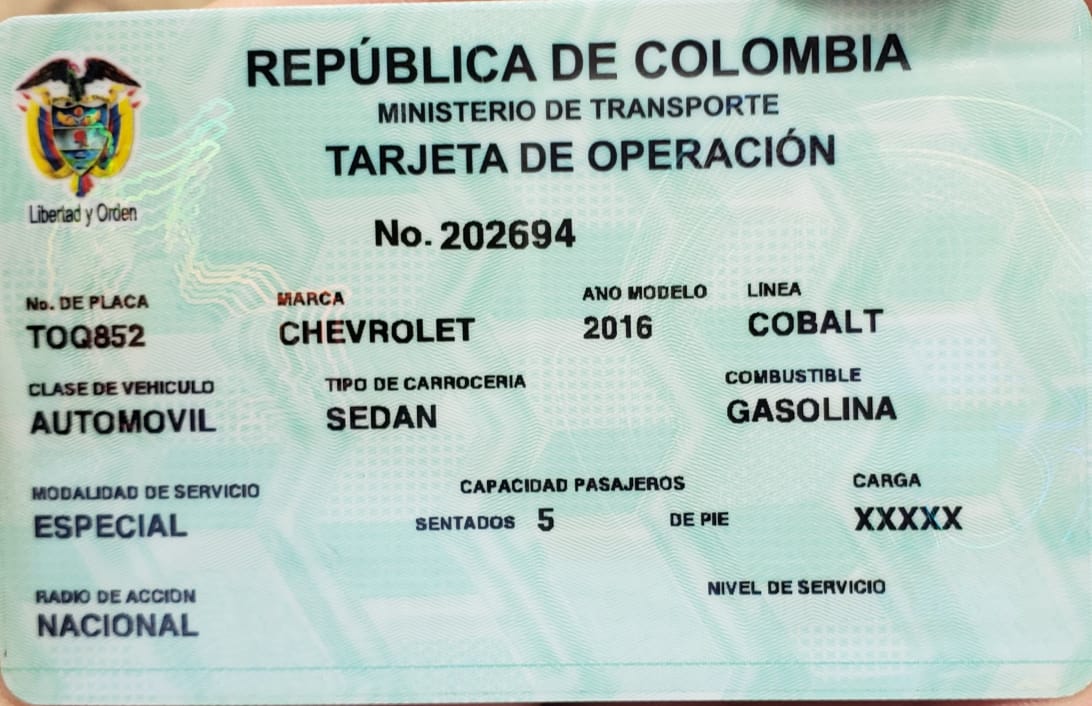 REPÚBLICA DE COLOMBIA
MINISTERIO DE TRANSPORTE
TARJETA DE OPERACIÓN
Libertad y Orden
No. 202694
No. DE PLACA MARCA ANO MODELO LINEA
TOQ852 CHEVROLET 2016 COBALT
CLASE DE VEHICULO TIPO DE CARROCERIA COMBUSTIBLE
AUTOMOVIL SEDAN GASOLINA
MODALIDAD DE SERVICIO CAPACIDAD PASAJEROS CARGA
ESPECIAL SENTADOS 5 DE PIE XXXXX
RADIO DE ACCION NIVEL DE SERVICIO
NACIONAL